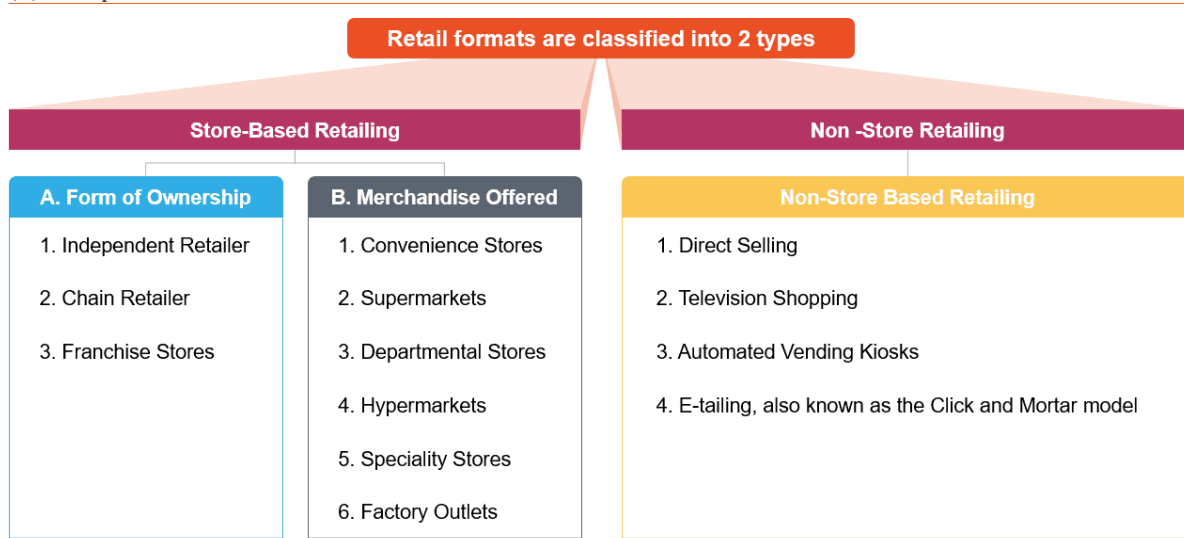 Retail formats are classified into 2 types
Store-Based Retailing
A. Form of Ownership
1. Independent Retailer
2. Chain Retailer
3. Franchise Stores
B. Merchandise Offered
1. Convenience Stores
2. Supermarkets
3. Departmental Stores
4. Hypermarkets
5. Speciality Stores
6. Factory Outlets
Non -Store Retailing
Non-Store Based Retailing
1. Direct Selling
2. Television Shopping
3. Automated Vending Kiosks
4. E-tailing, also known as the Click and Mortar model